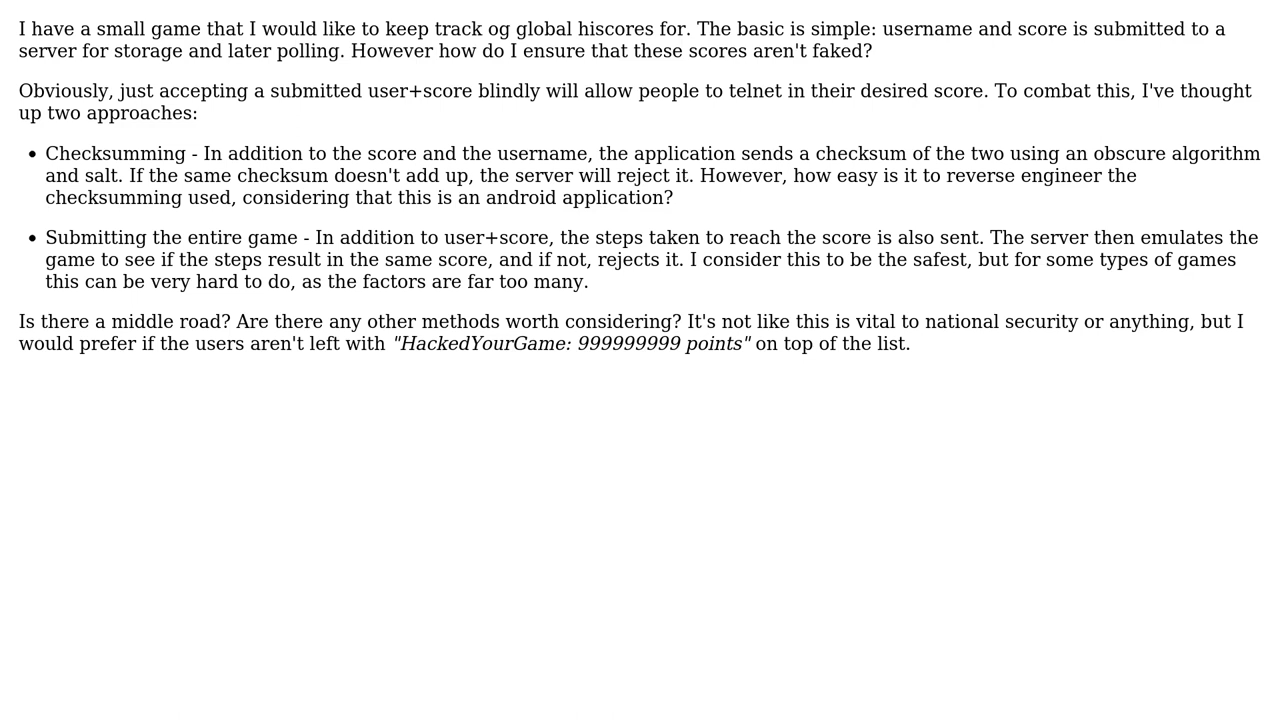 I have a small game that I would like to keep track og global hiscores for. The basic is simple: username and score is submitted to a
server for storage and later polling. However how do I ensure that these scores aren't faked?
Obviously, just accepting a submitted user+score blindly will allow people to telnet in their desired score. To combat this, I've thought
up two approaches:
• Checksumming - In addition to the score and the username, the application sends a checksum of the two using an obscure algorithm
and salt. If the same checksum doesn't add up, the server will reject it. However, how easy is it to reverse engineer the
checksumming used, considering that this is an android application?
• Submitting the entire game - In addition to user+score, the steps taken to reach the score is also sent. The server then emulates the
game to see if the steps result in the same score, and if not, rejects it. I consider this to be the safest, but for some types of games
this can be very hard to do, as the factors are far too many.
Is there a middle road? Are there any other methods worth considering? It's not like this is vital to national security or anything, but I
would prefer if the users aren't left with "HackedYourGame: 999999999 points" on top of the list.